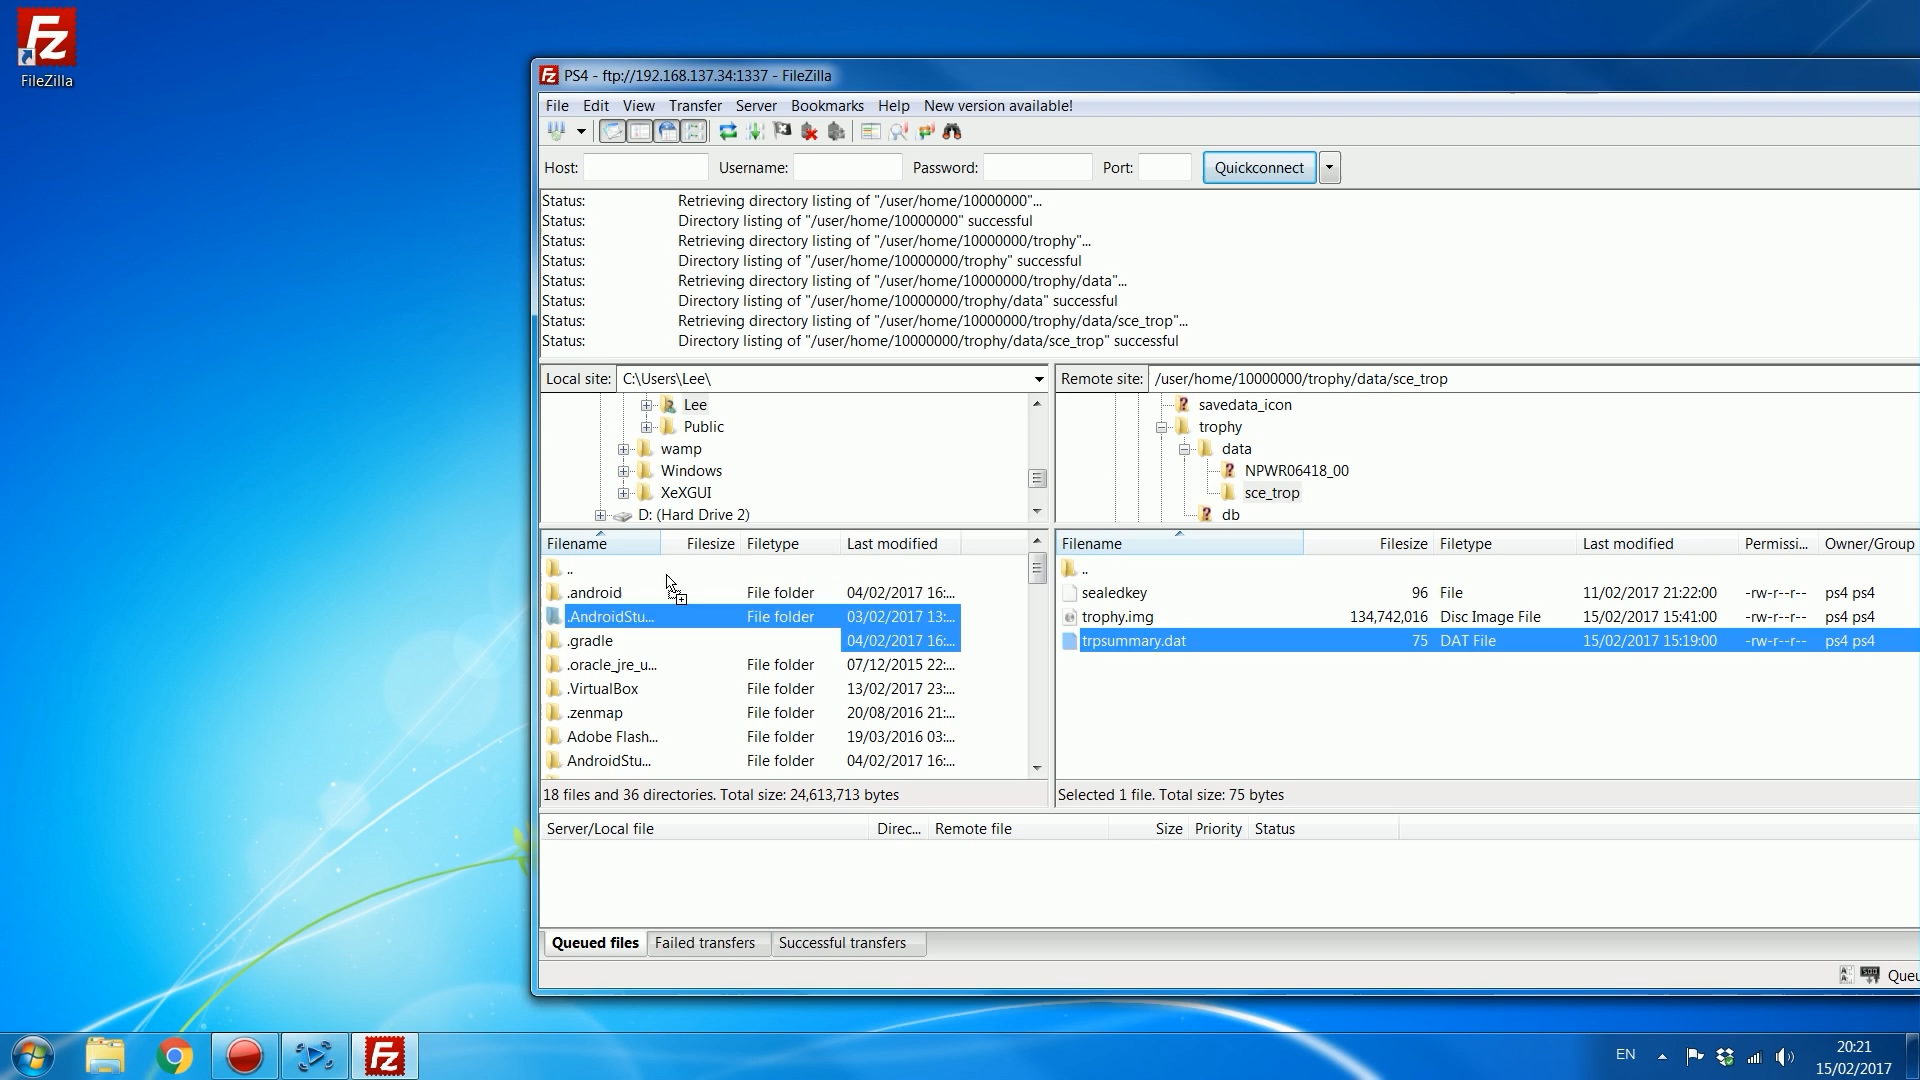 FileZilla
PS4 - ftp://192.168.137.34:1337 - FileZilla
File Edit View Transfer Server Bookmarks Help New version available!
Host: Username: Password: Port: Quickconnect
Status: Retrieving directory listing of "/user/home/10000000"...
Status: Directory listing of "/user/home/10000000" successful
Status: Retrieving directory listing of "/user/home/10000000/trophy"...
Status: Directory listing of "/user/home/10000000/trophy" successful
Status: Retrieving directory listing of "/user/home/10000000/trophy/data"...
Status: Directory listing of "/user/home/10000000/trophy/data" successful
Status: Retrieving directory listing of "/user/home/10000000/trophy/data/sce_trop"...
Status: Directory listing of "/user/home/10000000/trophy/data/sce_trop" successful
Local site: C:\Users\Lee\
Lee
Public
wamp
Windows
XeXGUI
D: (Hard Drive 2)
Remote site: /user/home/10000000/trophy/data/sce_trop
savedata_icon
trophy
data
NPWR06418_00
sce_trop
db
Filename Filesize Filetype Last modified
..
.android File folder 04/02/2017 16:...
.AndroidStu... File folder 03/02/2017 13:...
.gradle 04/02/2017 16:...
.oracle_jre_u... File folder 07/12/2015 22:...
.VirtualBox File folder 13/02/2017 23:...
.zenmap File folder 20/08/2016 21:...
Adobe Flash... File folder 19/03/2016 03:...
AndroidStu... File folder 04/02/2017 16:...
18 files and 36 directories. Total size: 24,613,713 bytes
Filename Filesize Filetype Last modified Permissi... Owner/Group
..
sealedkey 96 File 11/02/2017 21:22:00 -rw-r--r-- ps4 ps4
trophy.img 134,742,016 Disc Image File 15/02/2017 15:41:00 -rw-r--r-- ps4 ps4
trpsummary.dat 75 DAT File 15/02/2017 15:19:00 -rw-r--r-- ps4 ps4
Selected 1 file. Total size: 75 bytes
Server/Local file Direc... Remote file Size Priority Status
Queued files Failed transfers Successful transfers
Queu
EN 20:21
15/02/2017